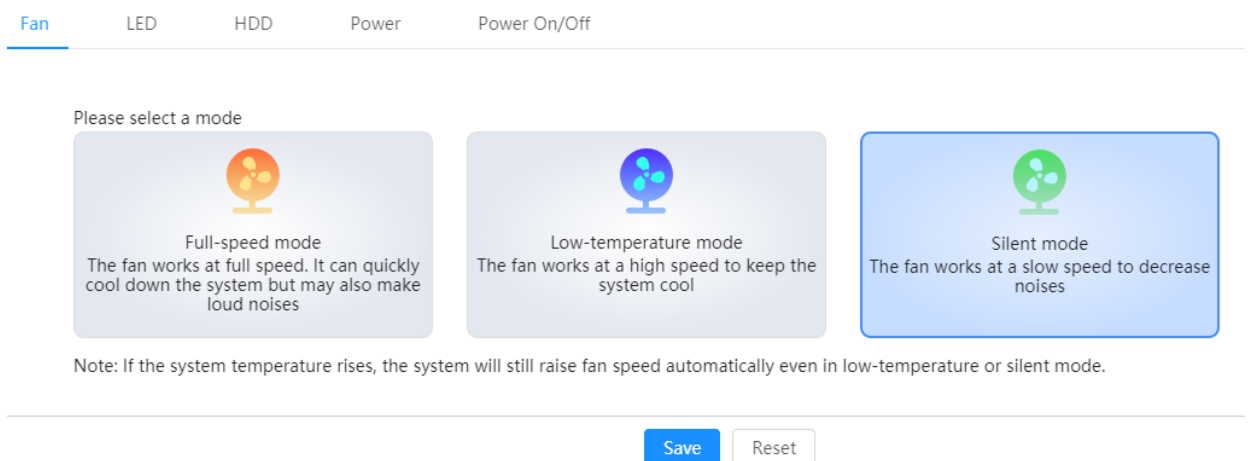 Fan LED HDD Power Power On/Off
Please select a mode
Full-speed mode
The fan works at full speed. It can quickly
cool down the system but may also make
loud noises
Low-temperature mode
The fan works at a high speed to keep the
system cool
Silent mode
The fan works at a slow speed to decrease
noises
Note: If the system temperature rises, the system will still raise fan speed automatically even in low-temperature or silent mode.
Save Reset